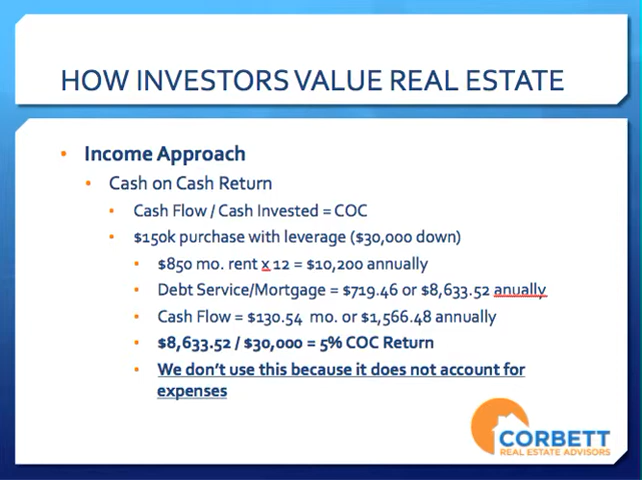 HOW INVESTORS VALUE REAL ESTATE
• Income Approach
• Cash on Cash Return
• Cash Flow / Cash Invested = COC
• $150k purchase with leverage ($30,000 down)
• $850 mo. rent x 12 = $10,200 annually
• Debt Service/Mortgage = $719.46 or $8,633.52 anually
• Cash Flow = $130.54 mo. or $1,566.48 annually
• $8,633.52 / $30,000 = 5% COC Return
• We don't use this because it does not account for
expenses
CORBETT
REAL ESTATE ADVISORS